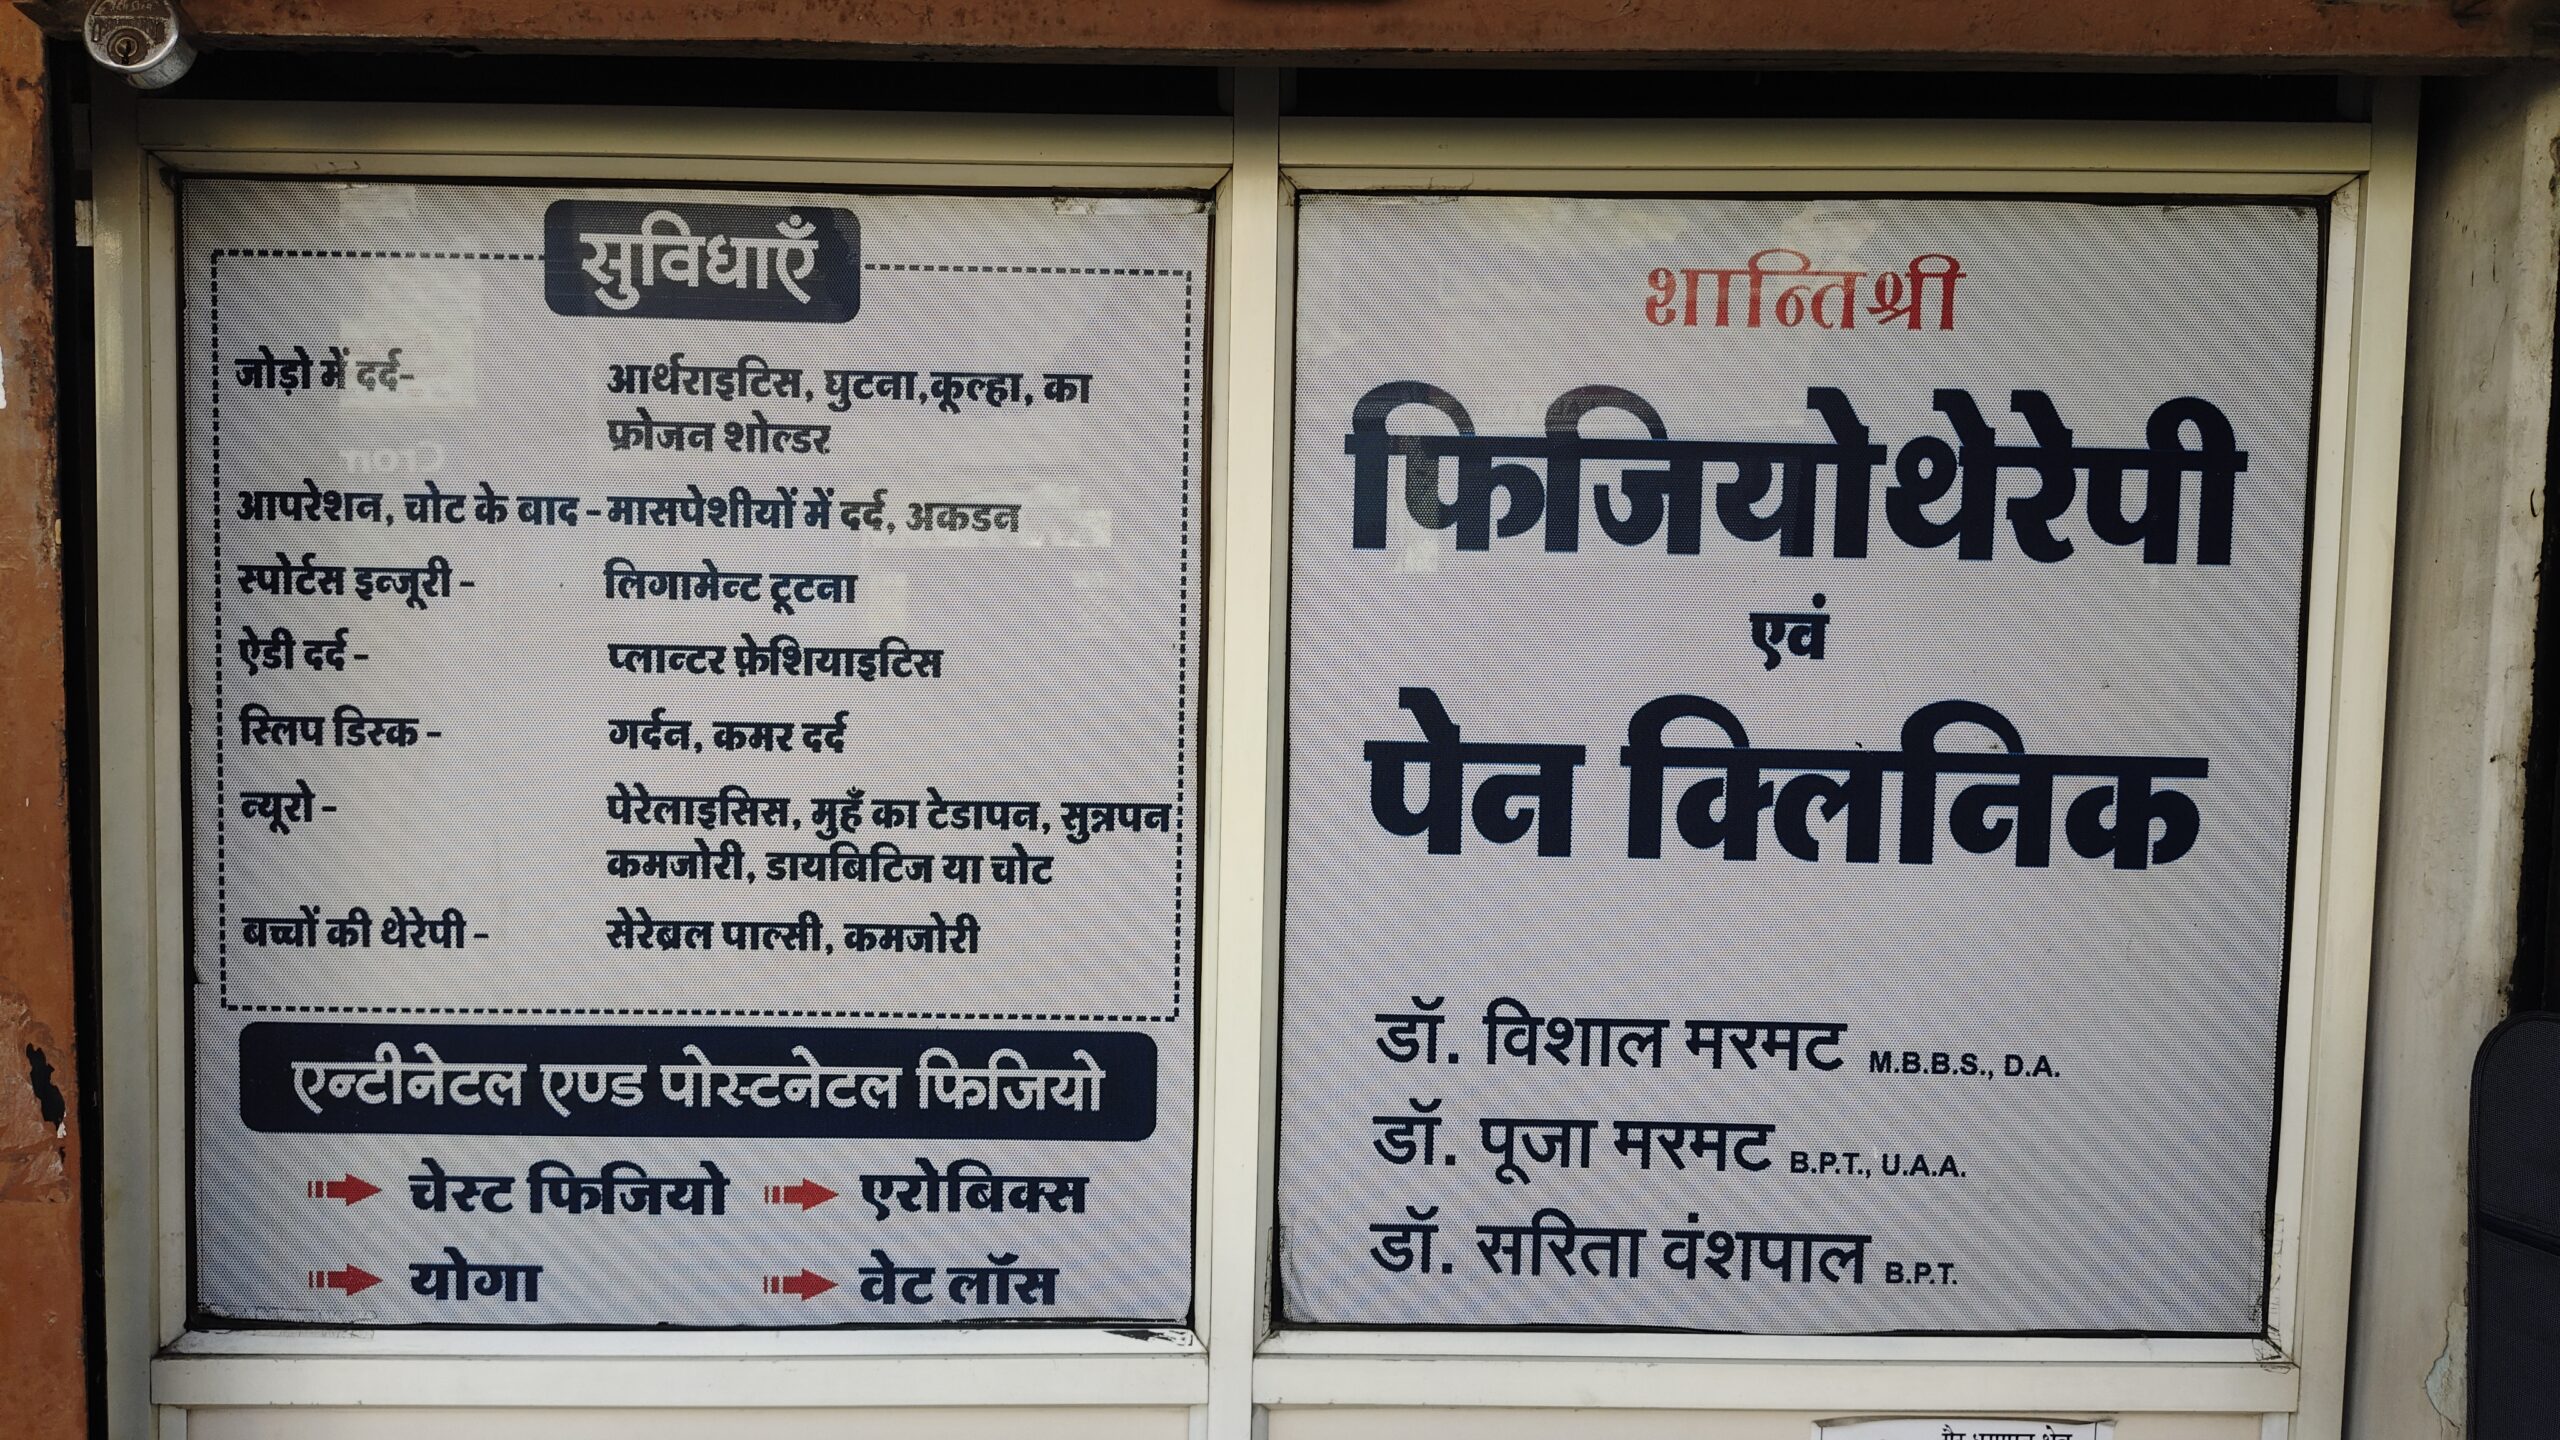 सुविधाएँ
जोड़ो में दर्द- आर्थराइटिस, घुटना,कूल्हा, का
फ्रोजन शोल्डर
आपरेशन, चोट के बाद - मासपेशीयों में दर्द, अकडन
स्पोर्टस इन्जूरी - लिगामेन्ट टूटना
ऐडी दर्द - प्लान्टर फ़ेशियाइटिस
स्लिप डिस्क - गर्दन, कमर दर्द
न्यूरो - पेरेलाइसिस, मुहँ का टेडापन, सुन्नपन
कमजोरी, डायबिटिज या चोट
बच्चों की थेरेपी - सेरेब्रल पाल्सी, कमजोरी
एन्टीनेटल एण्ड पोस्टनेटल फिजियो
चेस्ट फिजियो एरोबिक्स
योगा वेट लॉस
शान्तिश्री
फिजियोथेरेपी
एवं
पेन क्लिनिक
डॉ. विशाल मरमट M.B.B.S., D.A.
डॉ. पूजा मरमट B.P.T., U.A.A.
डॉ. सरिता वंशपाल B.P.T.